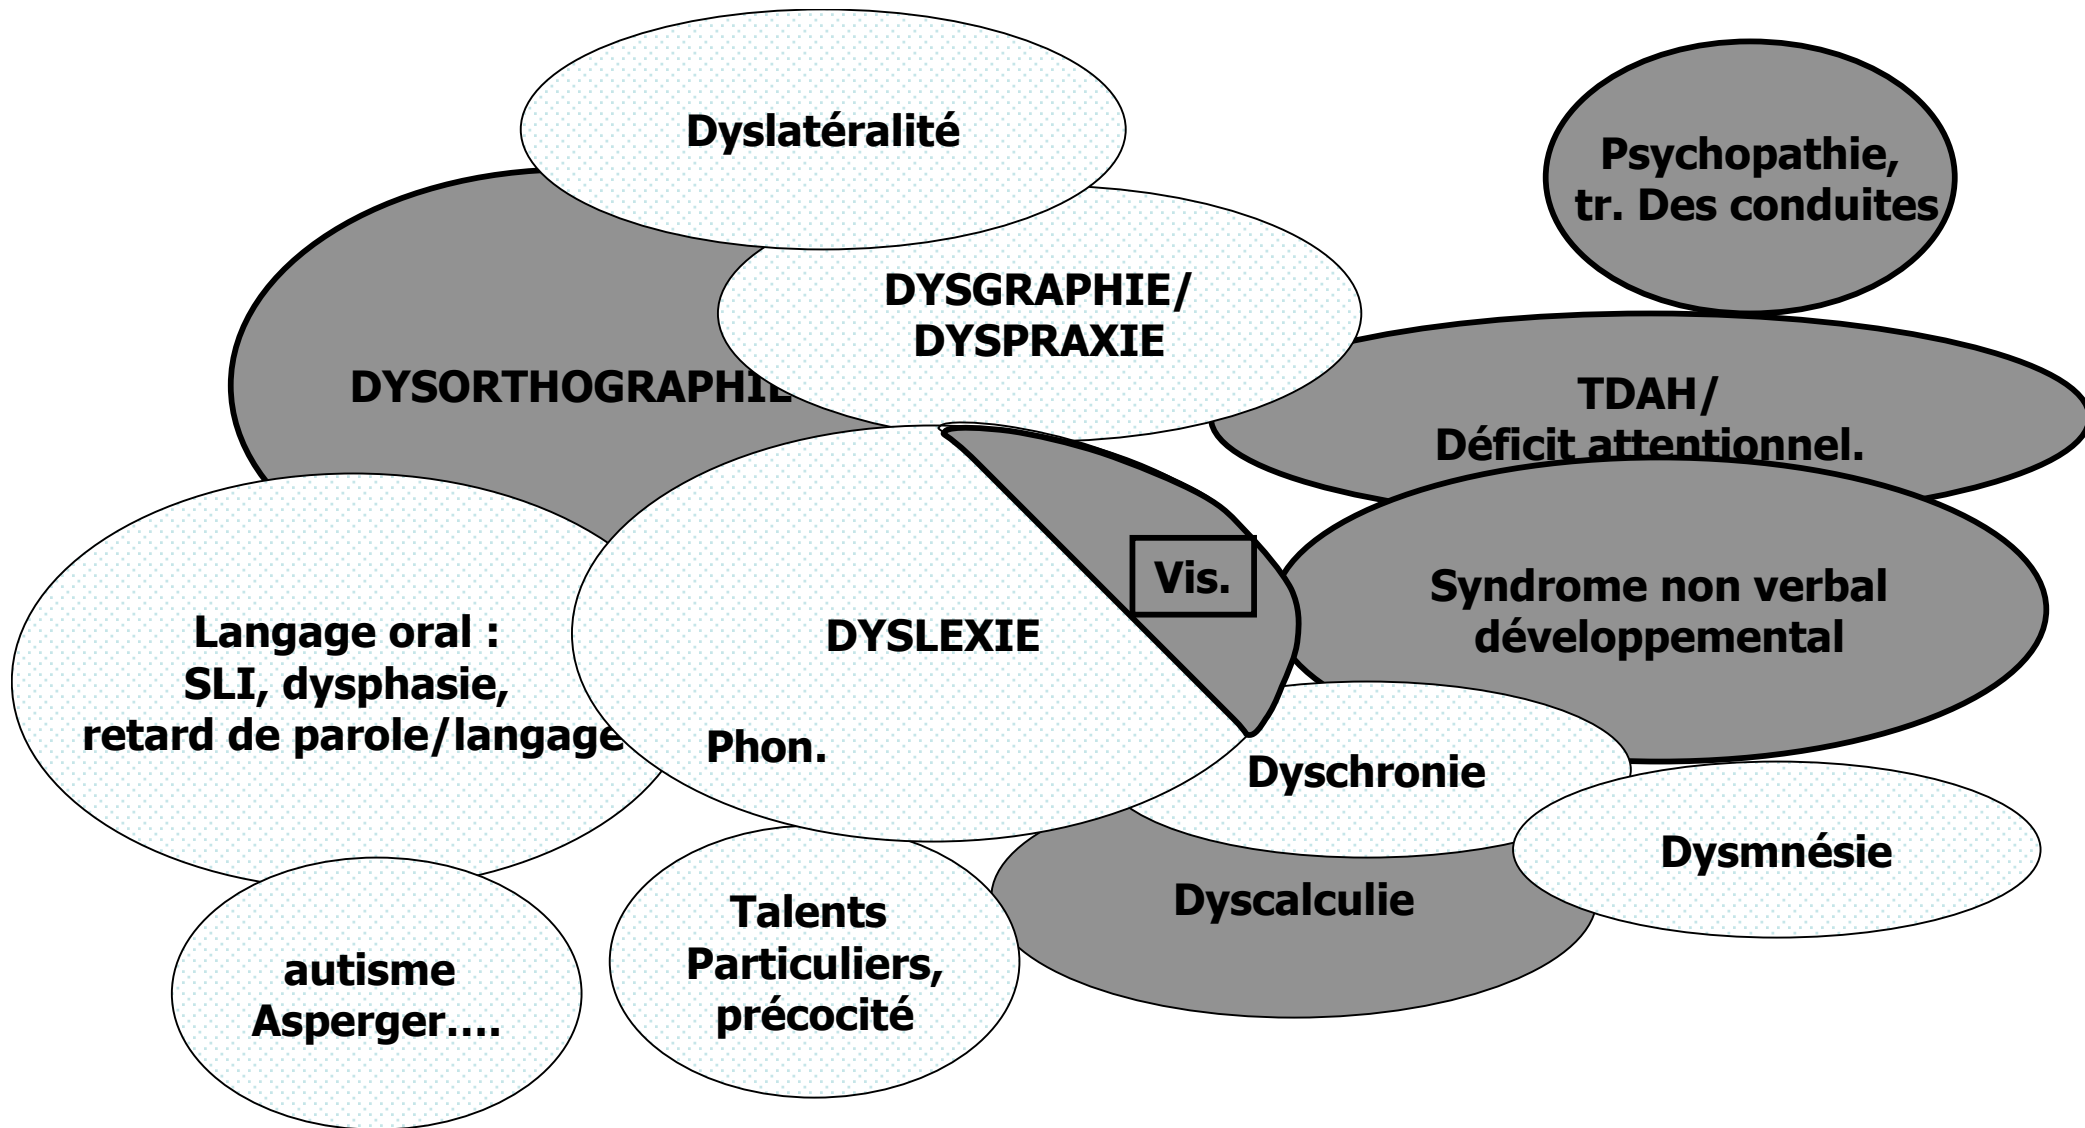 Dyslatéralité
Psychopathie,
tr. Des conduites
DYSGRAPHIE/
DYSPRAXIE
DYSORTHOGRAPHIE
TDAH/
Déficit attentionnel.
Vis.
Syndrome non verbal
développemental
Langage oral :
SLI, dysphasie,
retard de parole/langage
DYSLEXIE
Phon.
Dyschronie
Dysmnésie
Dyscalculie
Talents
Particuliers,
précocité
autisme
Asperger....